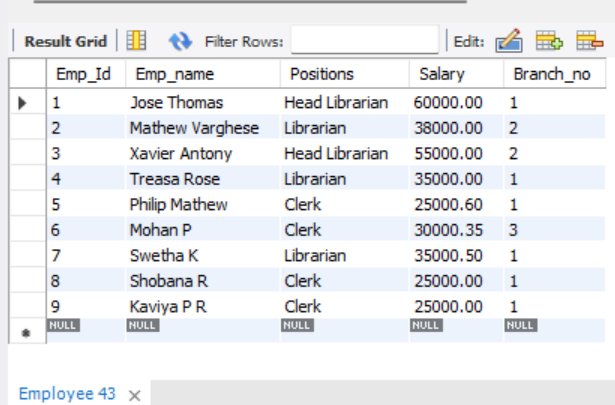 Result Grid Filter Rows: Edit:
Emp_Id Emp_name Positions Salary Branch_no
1 Jose Thomas Head Librarian 60000.00 1
2 Mathew Varghese Librarian 38000.00 2
3 Xavier Antony Head Librarian 55000.00 2
4 Treasa Rose Librarian 35000.00 1
5 Philip Mathew Clerk 25000.60 1
6 Mohan P Clerk 30000.35 3
7 Swetha K Librarian 35000.50 1
8 Shobana R Clerk 25000.00 1
9 Kaviya P R Clerk 25000.00 1
NULL NULL NULL NULL NULL
Employee 43